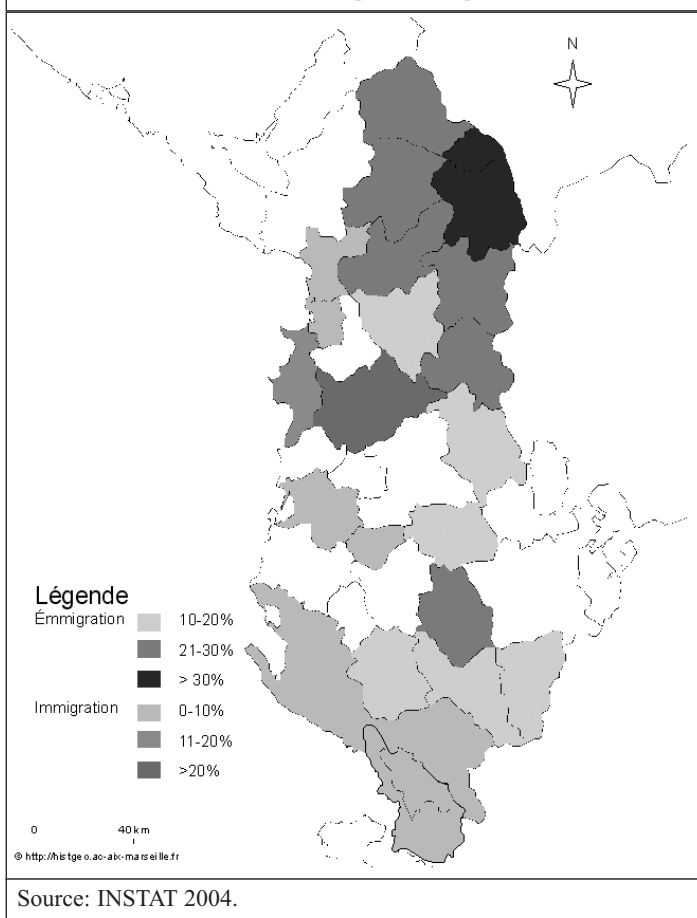 N
Légende
Émmigration
10-20%
21-30%
> 30%
Immigration
0-10%
11-20%
>20%
0 40 km
© http://histgeo.ac-aix-marseille.fr
Source: INSTAT 2004.